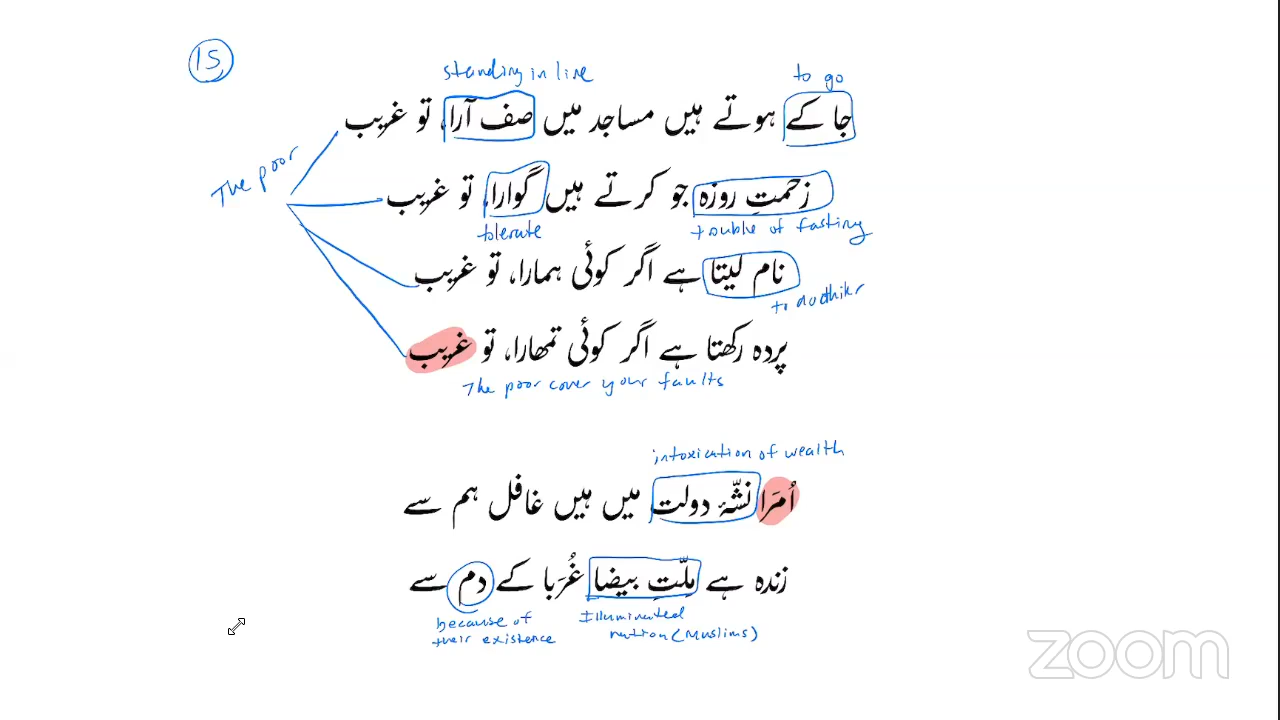 15
standing in line
to go
جا کے ہوتے ہیں مساجد میں صف آرا، تو غریب
The poor
زحمتِ روزہ جو کرتے ہیں گوارا، تو غریب
tolerate
trouble of fasting
نام لیتا ہے اگر کوئی ہمارا، تو غریب
to do dhikr
پردہ رکھتا ہے اگر کوئی تمھارا، تو غریب
The poor cover your faults
intoxication of wealth
اُمَرا نشّۂ دولت میں ہیں غافل ہم سے
زندہ ہے ملّتِ بیضا غُرَبا کے دم سے
because of their existence
Illuminated nation (Muslims)
zoom